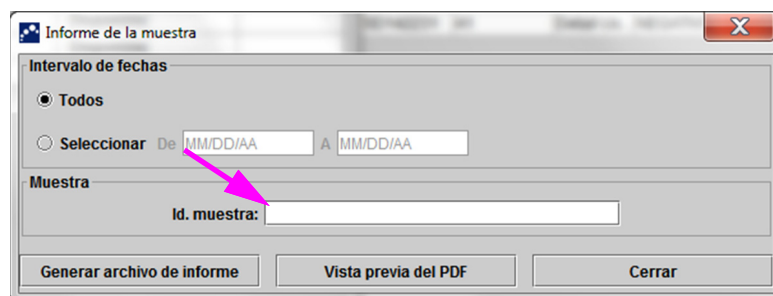 Informe de la muestra
Intervalo de fechas
Todos
Seleccionar De MM/DD/AA A MM/DD/AA
Muestra
Id. muestra:
Generar archivo de informe Vista previa del PDF Cerrar